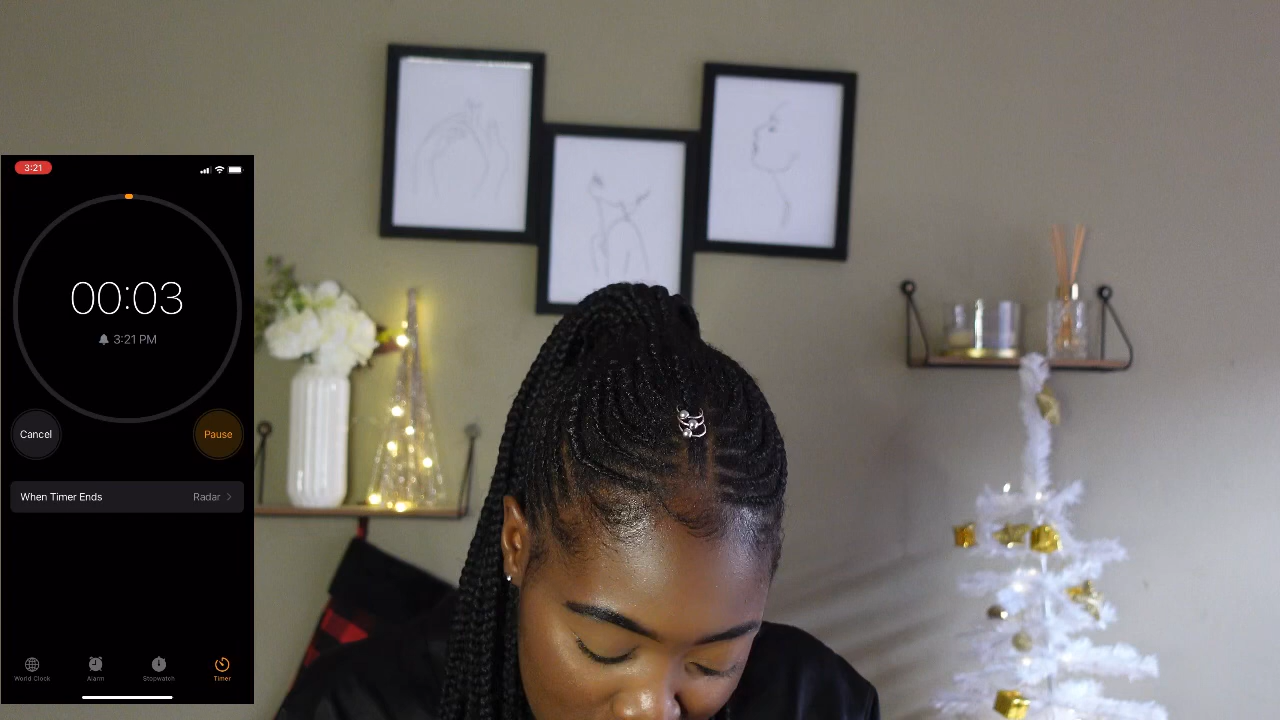 3:21
00:03
3:21 PM
Cancel
Pause
When Timer Ends
Radar
World Clock
Alarm
Stopwatch
Timer